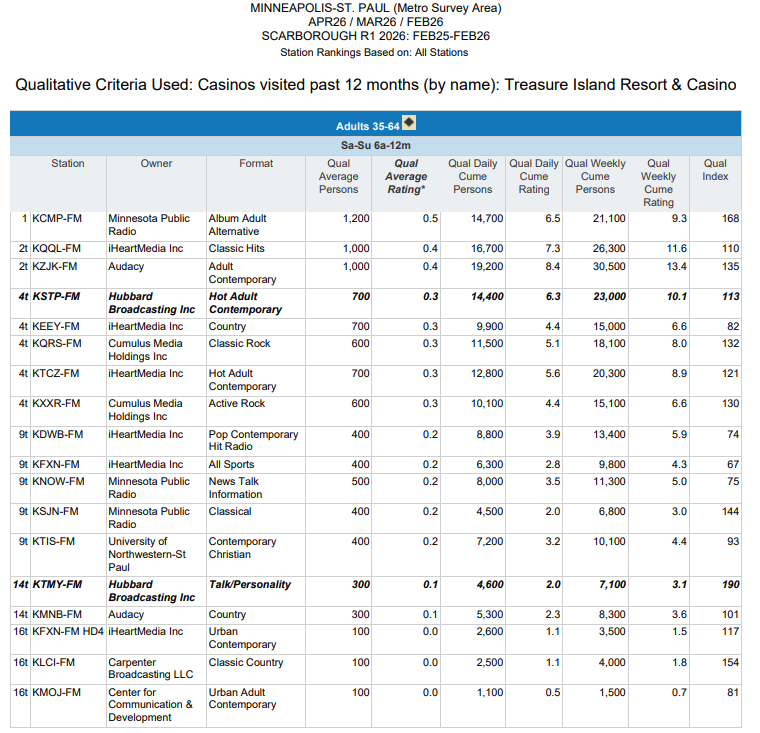 MINNEAPOLIS-ST. PAUL (Metro Survey Area)
APR26 / MAR26 / FEB26
SCARBOROUGH R1 2026: FEB25-FEB26
Station Rankings Based on: All Stations
Qualitative Criteria Used: Casinos visited past 12 months (by name): Treasure Island Resort & Casino
Adults 35-64
Sa-Su 6a-12m
Station Owner Format Qual Average Persons Qual Average Rating* Qual Daily Cume Persons Qual Daily Cume Rating Qual Weekly Cume Persons Qual Weekly Cume Rating Qual Index
1 KCMP-FM Minnesota Public Radio Album Adult Alternative 1,200 0.5 14,700 6.5 21,100 9.3 168
2t KQQL-FM iHeartMedia Inc Classic Hits 1,000 0.4 16,700 7.3 26,300 11.6 110
2t KZJK-FM Audacy Adult Contemporary 1,000 0.4 19,200 8.4 30,500 13.4 135
4t KSTP-FM Hubbard Broadcasting Inc Hot Adult Contemporary 700 0.3 14,400 6.3 23,000 10.1 113
4t KEEY-FM iHeartMedia Inc Country 700 0.3 9,900 4.4 15,000 6.6 82
4t KQRS-FM Cumulus Media Holdings Inc Classic Rock 600 0.3 11,500 5.1 18,100 8.0 132
4t KTCZ-FM iHeartMedia Inc Hot Adult Contemporary 700 0.3 12,800 5.6 20,300 8.9 121
4t KXXR-FM Cumulus Media Holdings Inc Active Rock 600 0.3 10,100 4.4 15,100 6.6 130
9t KDWB-FM iHeartMedia Inc Pop Contemporary Hit Radio 400 0.2 8,800 3.9 13,400 5.9 74
9t KFXN-FM iHeartMedia Inc All Sports 400 0.2 6,300 2.8 9,800 4.3 67
9t KNOW-FM Minnesota Public Radio News Talk Information 500 0.2 8,000 3.5 11,300 5.0 75
9t KSJN-FM Minnesota Public Radio Classical 400 0.2 4,500 2.0 6,800 3.0 144
9t KTIS-FM University of Northwestern-St Paul Contemporary Christian 400 0.2 7,200 3.2 10,100 4.4 93
14t KTMY-FM Hubbard Broadcasting Inc Talk/Personality 300 0.1 4,600 2.0 7,100 3.1 190
14t KMNB-FM Audacy Country 300 0.1 5,300 2.3 8,300 3.6 101
16t KFXN-FM HD4 iHeartMedia Inc Urban Contemporary 100 0.0 2,600 1.1 3,500 1.5 117
16t KLCI-FM Carpenter Broadcasting LLC Classic Country 100 0.0 2,500 1.1 4,000 1.8 154
16t KMOJ-FM Center for Communication & Development Urban Adult Contemporary 100 0.0 1,100 0.5 1,500 0.7 81